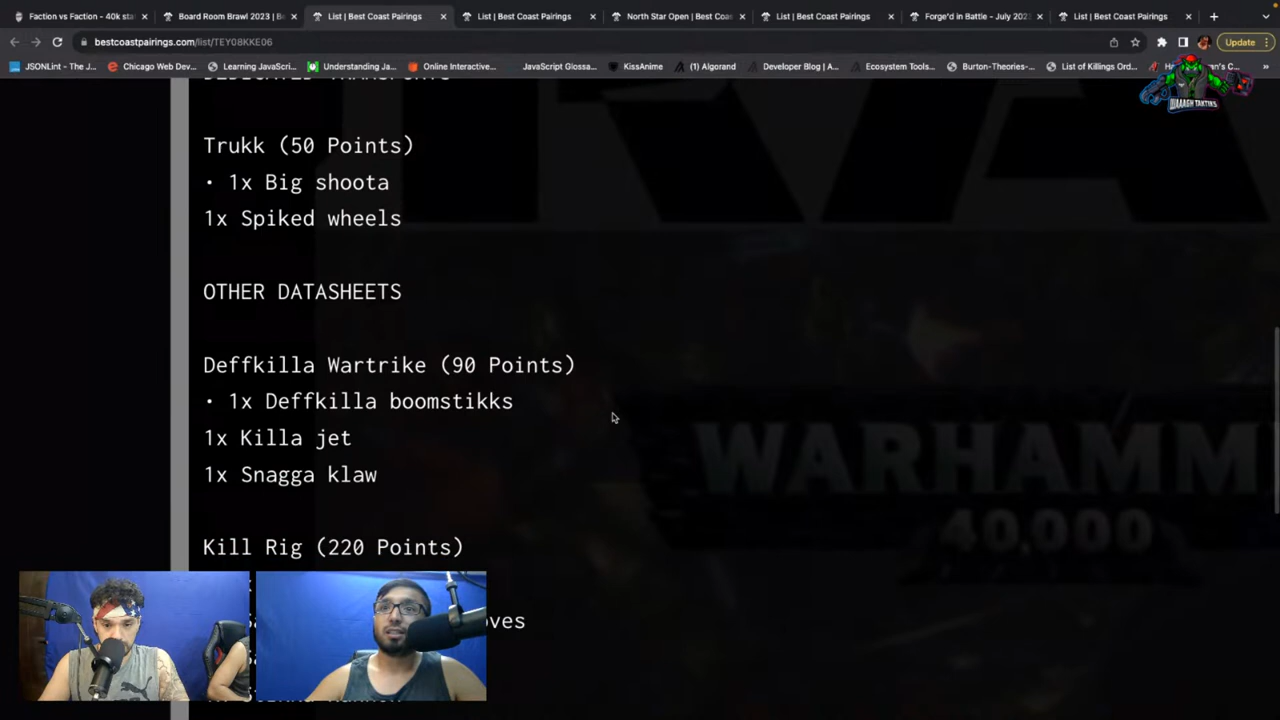 Faction vs Faction - 40k sta
Board Room Brawl 2023 | Be
List | Best Coast Pairings
List | Best Coast Pairings
North Star Open | Best Coas
List | Best Coast Pairings
Forge'd in Battle - July 202
List | Best Coast Pairings
bestcoastpairings.com/list/TEY08KKE06
Update
JSONLint - The J...
Chicago Web Dev...
Learning JavaScri...
Understanding Ja...
Online Interactive...
JavaScript Glossa...
KissAnime
(1) Algorand
Developer Blog | A...
Ecosystem Tools...
Burton-Theories-...
List of Killings Ord...
WAAAGH TAKTIKS
Trukk (50 Points)
• 1x Big shoota
1x Spiked wheels
OTHER DATASHEETS
Deffkilla Wartrike (90 Points)
• 1x Deffkilla boomstikks
1x Killa jet
1x Snagga klaw
Kill Rig (220 Points)
WARHAMM
40,000